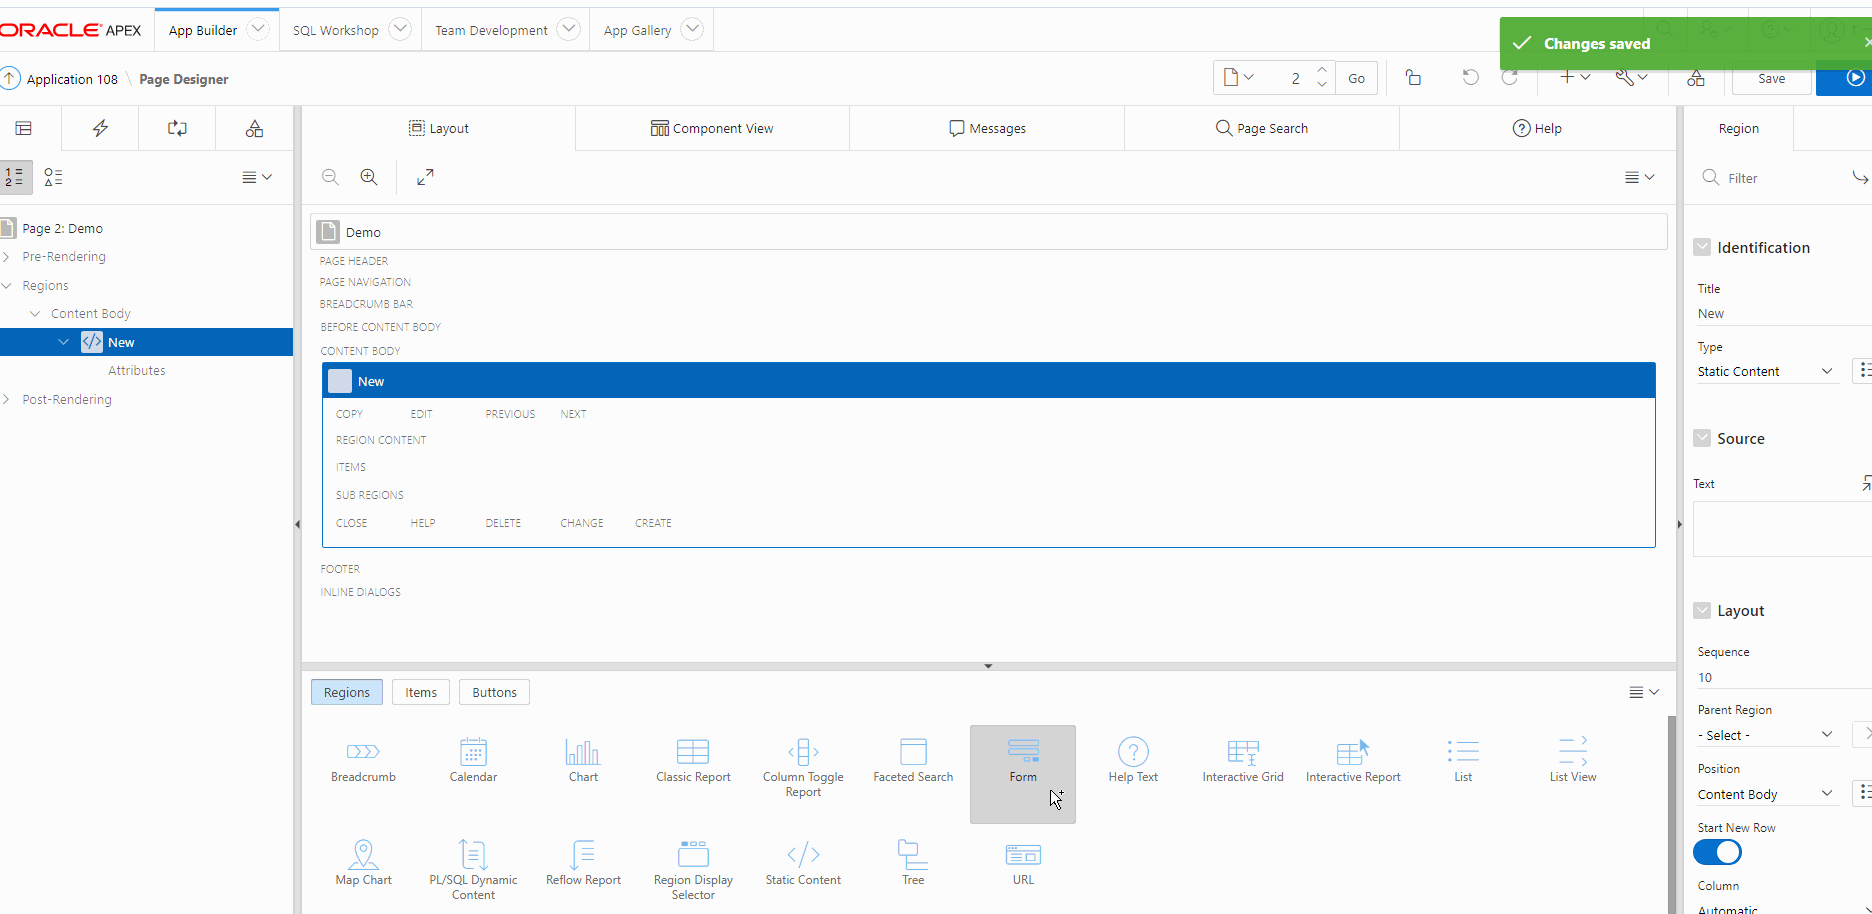 ORACLE APEX
App Builder
SQL Workshop
Team Development
App Gallery
Changes saved
Application 108 \ Page Designer
2
Go
Save
Layout
Component View
Messages
Page Search
Help
Region
Filter
Page 2: Demo
Pre-Rendering
Regions
Content Body
New
Attributes
Post-Rendering
Demo
PAGE HEADER
PAGE NAVIGATION
BREADCRUMB BAR
BEFORE CONTENT BODY
CONTENT BODY
New
COPY EDIT PREVIOUS NEXT
REGION CONTENT
ITEMS
SUB REGIONS
CLOSE HELP DELETE CHANGE CREATE
FOOTER
INLINE DIALOGS
Identification
Title
New
Type
Static Content
Source
Text
Layout
Sequence
10
Parent Region
- Select -
Position
Content Body
Start New Row
Column
Automatic
Regions
Items
Buttons
Breadcrumb
Calendar
Chart
Classic Report
Column Toggle
Report
Faceted Search
Form
Help Text
Interactive Grid
Interactive Report
List
List View
Map Chart
PL/SQL Dynamic
Content
Reflow Report
Region Display
Selector
Static Content
Tree
URL